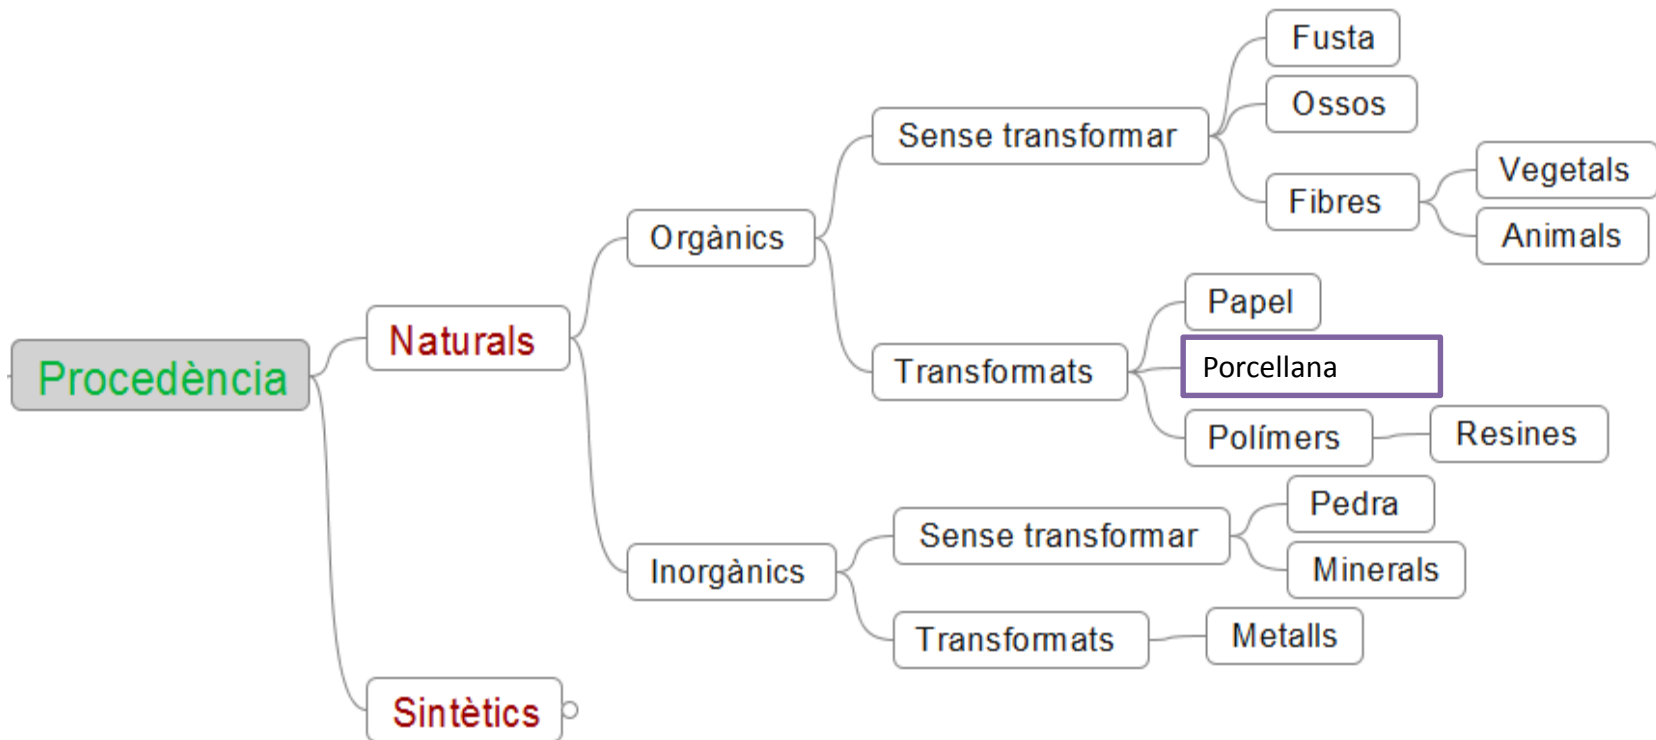 Procedència
Naturals
Orgànics
Sense transformar
Fusta
Ossos
Fibres
Vegetals
Animals
Transformats
Papel
Porcellana
Polímers
Resines
Inorgànics
Sense transformar
Pedra
Minerals
Transformats
Metalls
Sintètics